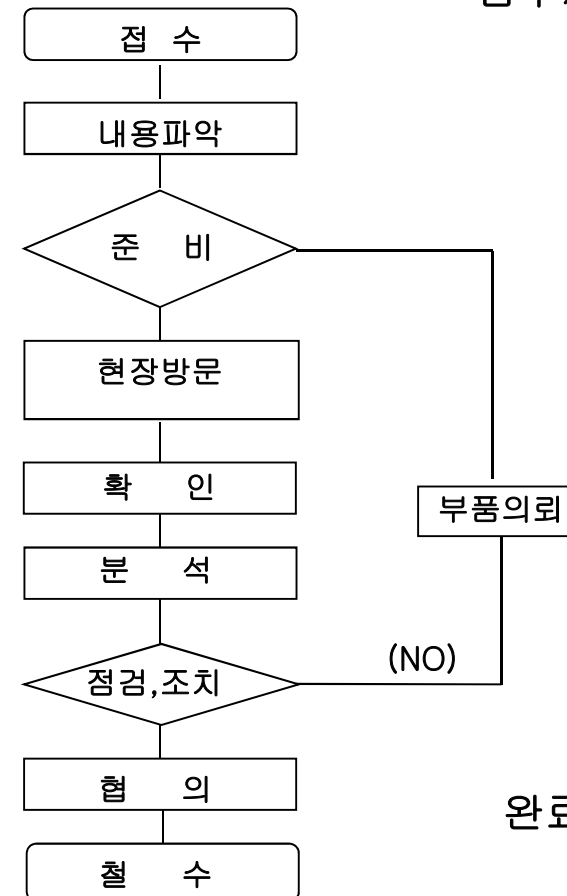 접 수
내용파악
준 비
현장방문
확 인
부품의뢰
분 석
(NO)
점검,조치
협 의
완료
철 수